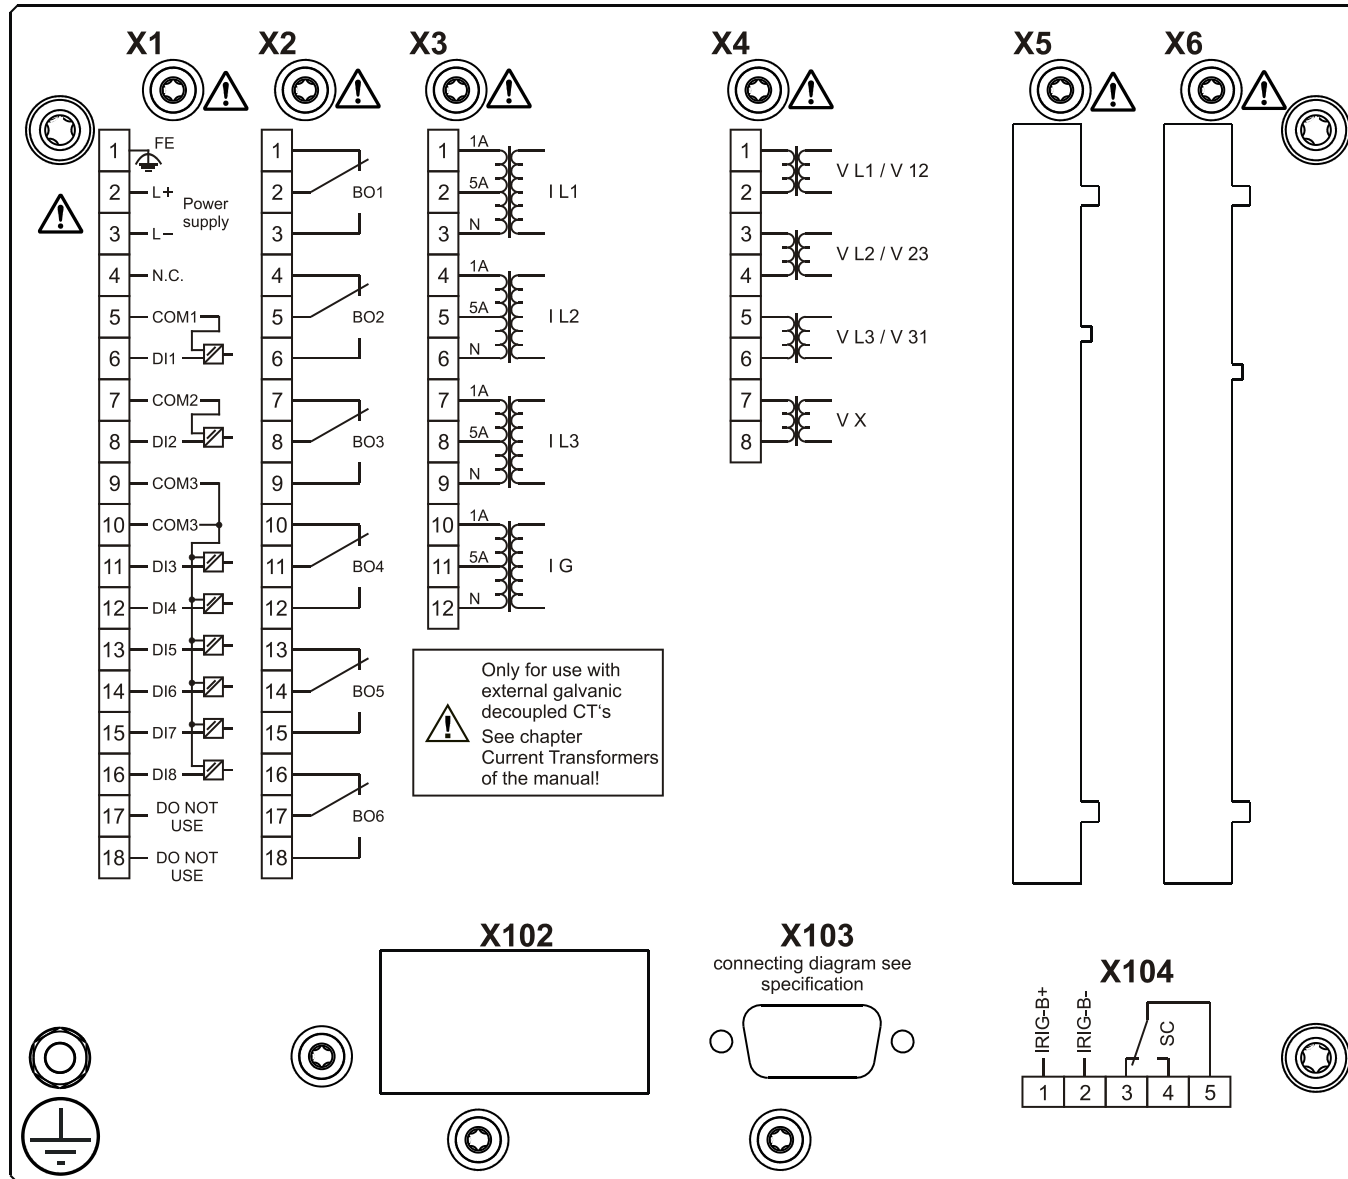 X1
X2
X3
X4
X5
X6
1 FE
2 L+
Power
supply
3 L-
4 N.C.
5 COM1
6 DI1
7 COM2
8 DI2
9 COM3
10 COM3
11 DI3
12 DI4
13 DI5
14 DI6
15 DI7
16 DI8
17 DO NOT
USE
18 DO NOT
USE
1
2 BO1
3
4
5 BO2
6
7
8 BO3
9
10
11 BO4
12
13
14 BO5
15
16
17 BO6
18
1 1A
2 5A I L1
3 N
4 1A
5 5A I L2
6 N
7 1A
8 5A I L3
9 N
10 1A
11 5A I G
12 N
Only for use with
external galvanic
decoupled CT‘s
See chapter
Current Transformers
of the manual!
1
V L1 / V 12
2
3
V L2 / V 23
4
5
V L3 / V 31
6
7
V X
8
X102
X103
connecting diagram see
specification
X104
IRIG-B+
IRIG-B-
SC
1 2 3 4 5